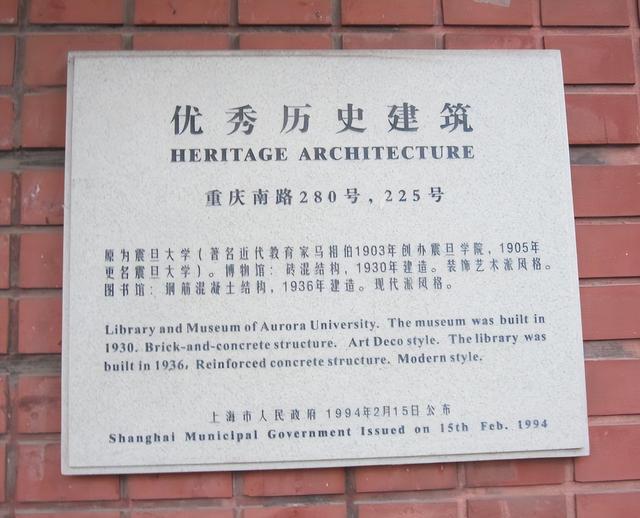 优秀历史建筑
HERITAGE ARCHITECTURE
重庆南路280号，225号
原为震旦大学（著名近代教育家马相伯1903年创办震旦学院，1905年
更名震旦大学）。博物馆：砖混结构，1930年建造。装饰艺术派风格。
图书馆：钢筋混凝土结构，1936年建造。现代派风格。
Library and Museum of Aurora University. The museum was built in
1930. Brick-and-concrete structure. Art Deco style. The library was
built in 1936, Reinforced concrete structure. Modern style.
上海市人民政府 1994年2月15日公布
Shanghai Municipal Government Issued on 15th Feb. 1994